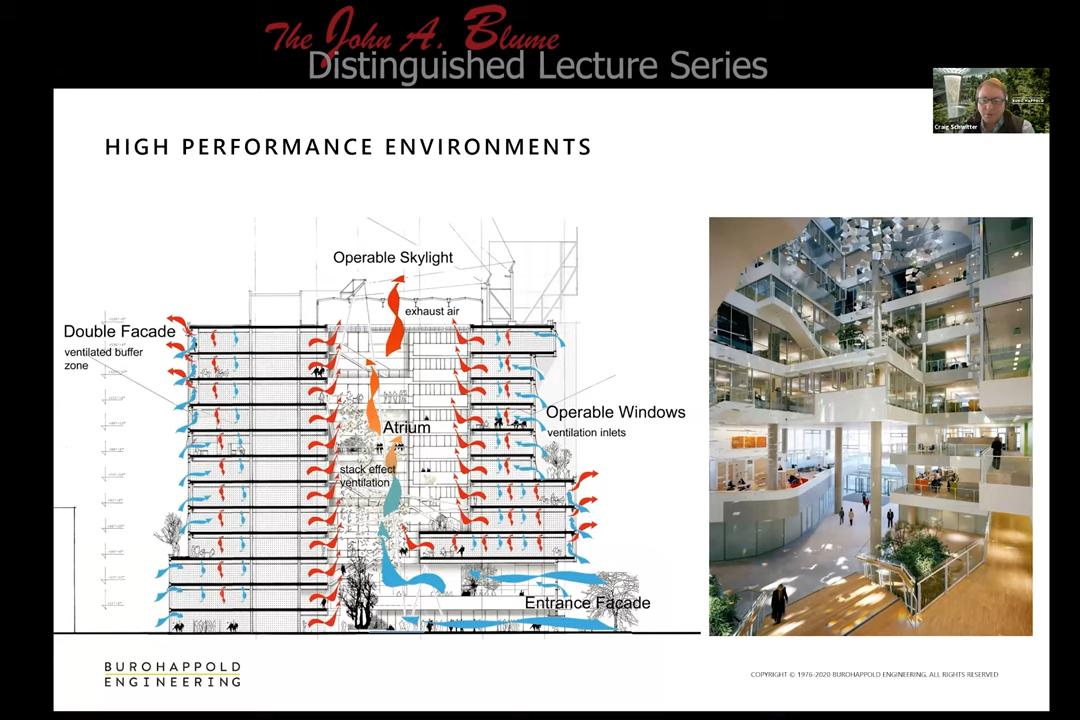 The John A. Blume
Distinguished Lecture Series
BURO HAPPOLD
Craig Schwitter
HIGH PERFORMANCE ENVIRONMENTS
Operable Skylight
exhaust air
Double Facade
ventilated buffer
zone
Operable Windows
ventilation inlets
Atrium
stack effect
ventilation
Entrance Facade
BUROHAPPOLD
ENGINEERING
COPYRIGHT © 1976-2020 BUROHAPPOLD ENGINEERING. ALL RIGHTS RESERVED